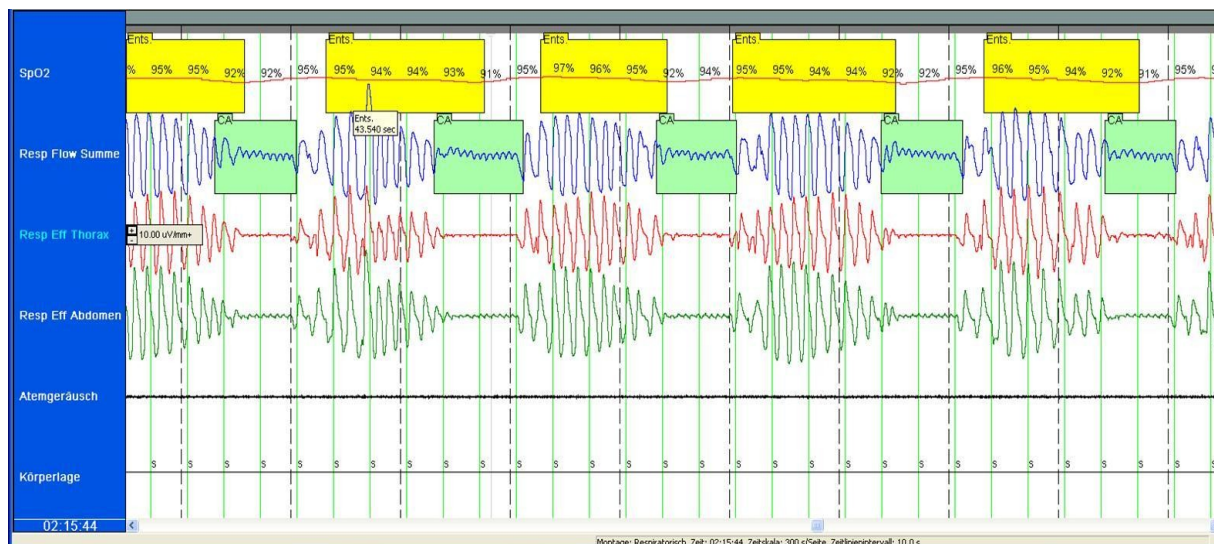 Ents. Ents. Ents. Ents. Ents.
SpO2 % 95% 95% 92% 92% 95% 95% 94% 94% 93% 91% 95% 97% 96% 95% 92% 94% 95% 95% 94% 94% 92% 92% 95% 96% 95% 94% 92% 91% 95%
CA CA CA CA CA
Ents.
43.540 sec
Resp Flow Summe
Resp Eff Thorax
+
-
10.00 uV/mm+
Resp Eff Abdomen
Atemgeräusch
S S S S S S S S S S S S S S S S S S S S S S S S S S S S S S
Körperlage
02:15:44
Montage: Respiratorisch, Zeit: 02:15:44, Zeitskala: 300 s/Seite, Zeitlinienintervall: 10.0 s